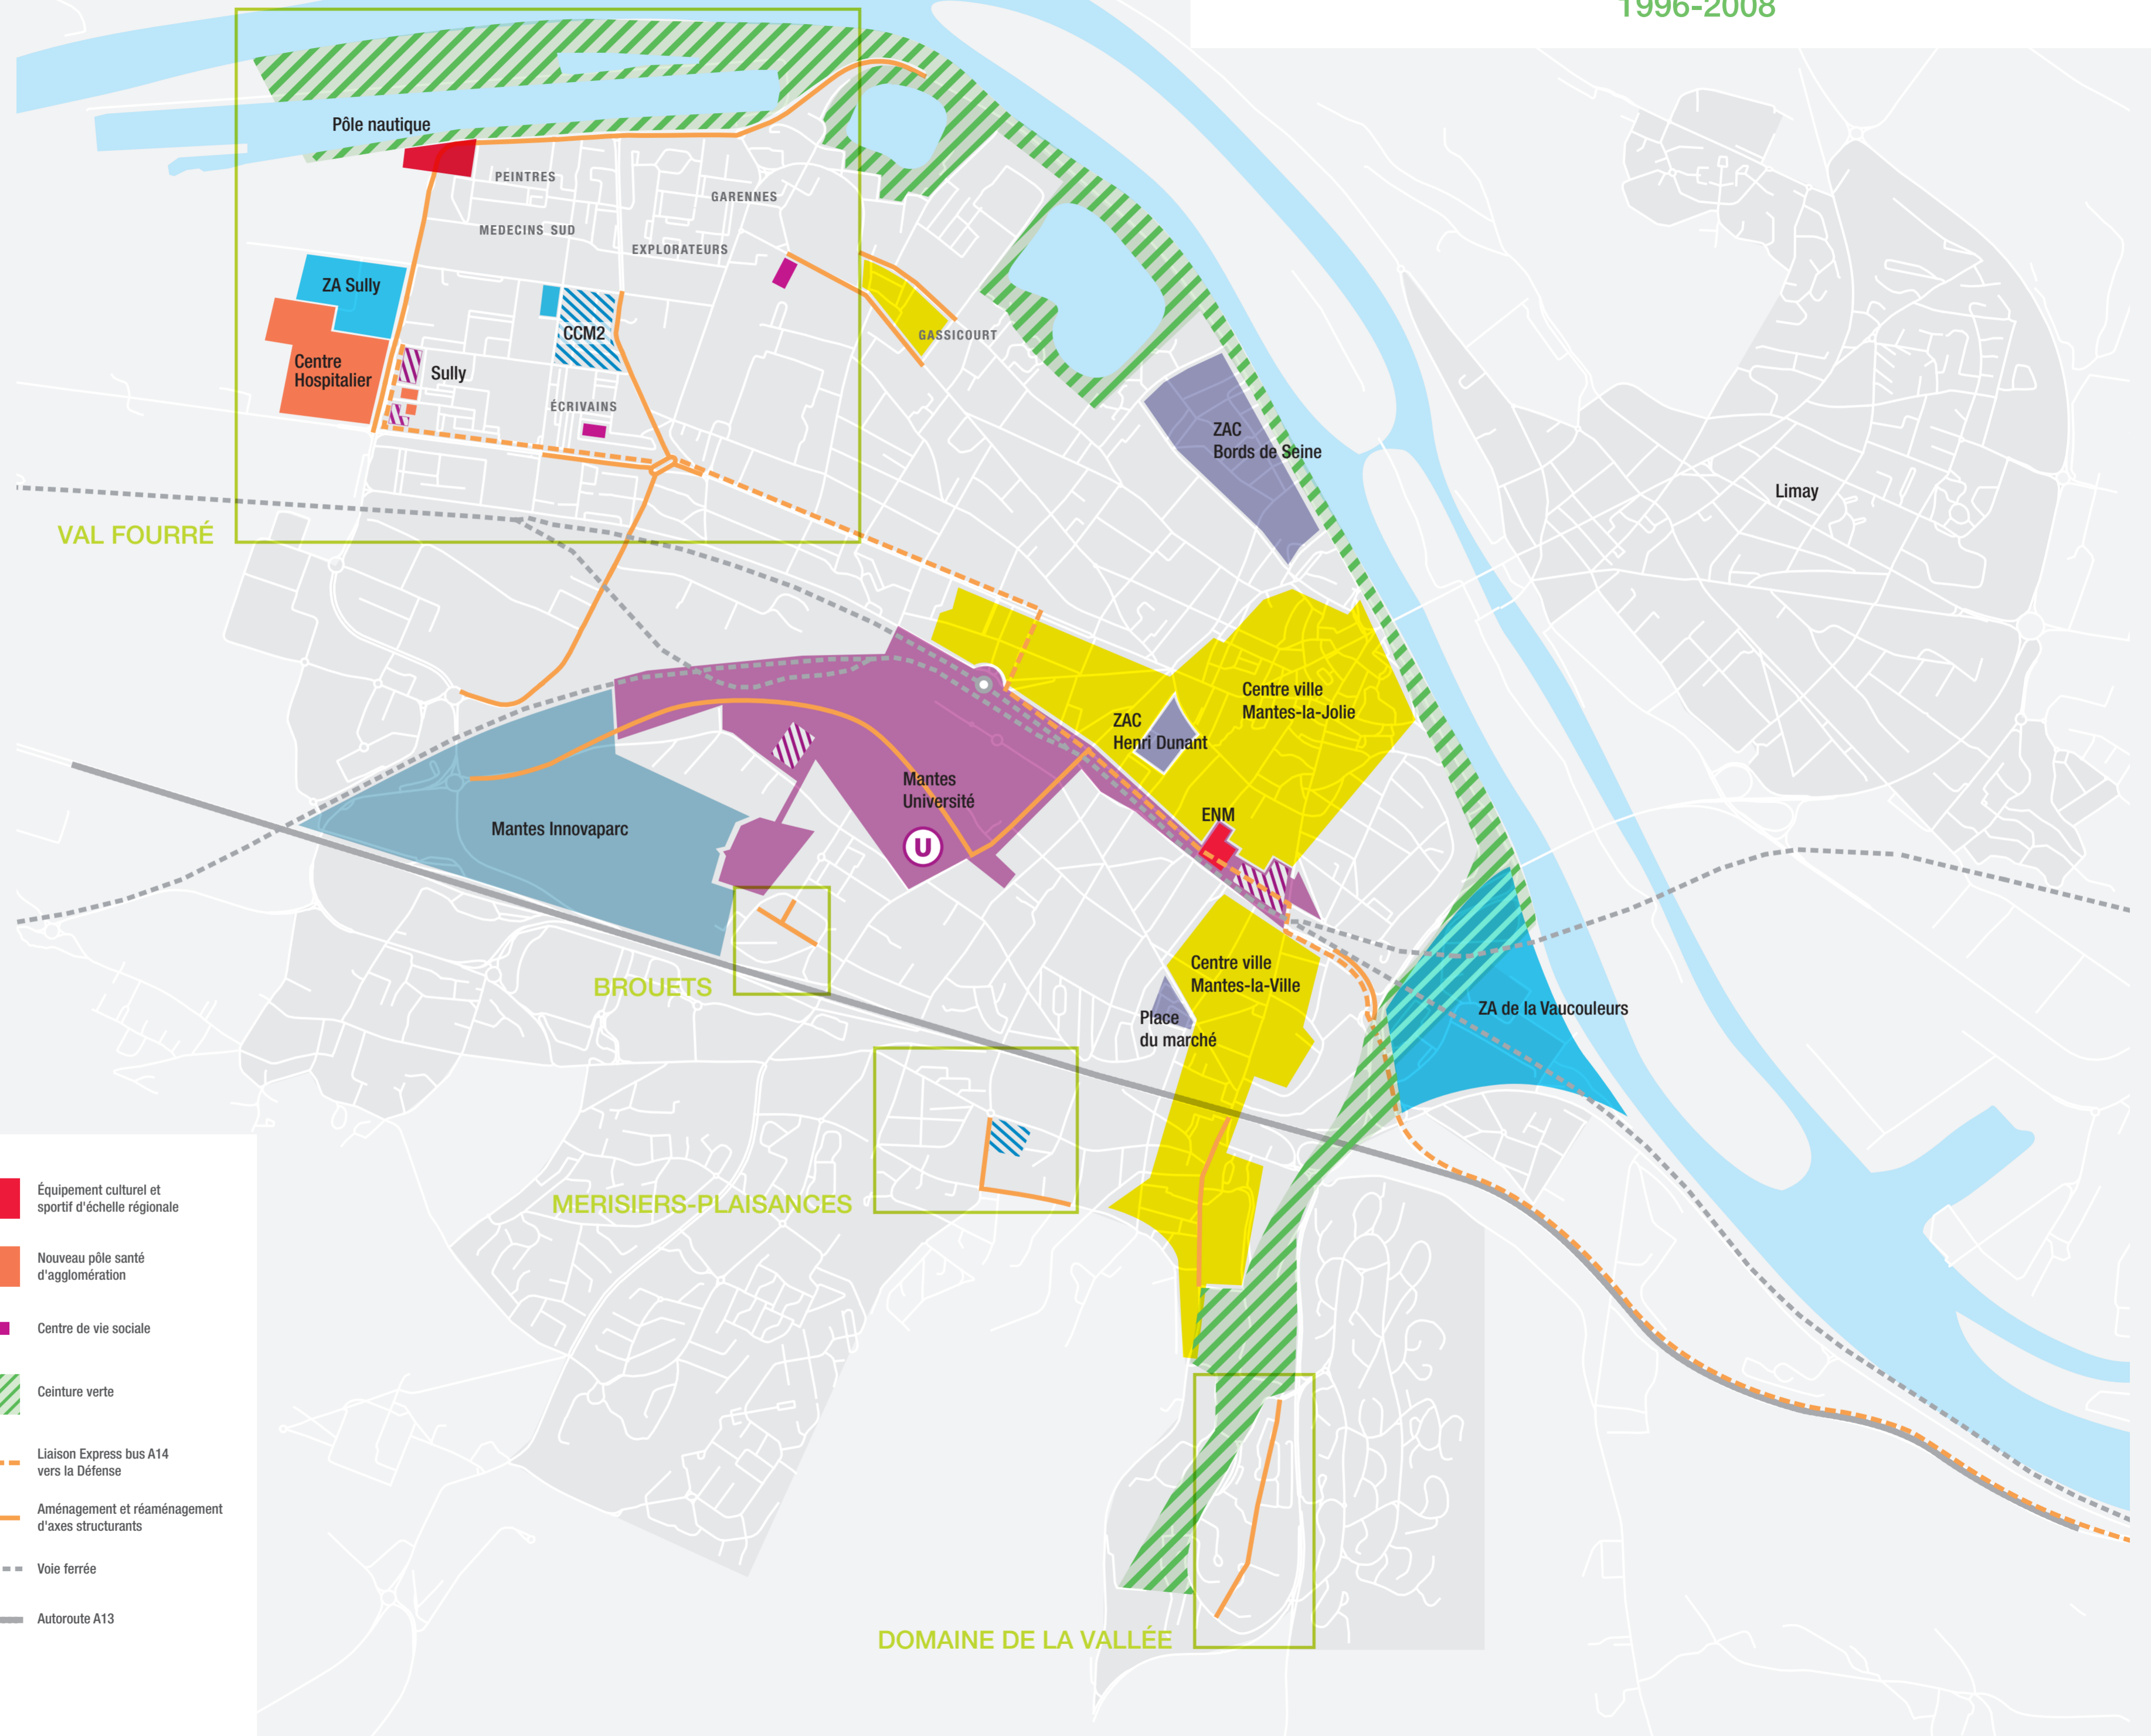 1996-2008
Pôle nautique
PEINTRES
GARENNES
MEDECINS SUD
EXPLORATEURS
ZA Sully
CCM2
GASSICOURT
Centre
Hospitalier
Sully
ÉCRIVAINS
ZAC
Bords de Seine
Limay
VAL FOURRÉ
Centre ville
Mantes-la-Jolie
ZAC
Henri Dunant
Mantes
Université
U
Mantes Innovaparc
ENM
Centre ville
Mantes-la-Ville
BROUETS
Place
du marché
ZA de la Vaucouleurs
MERISIERS-PLAISANCES
DOMAINE DE LA VALLÉE
Équipement culturel et
sportif d'échelle régionale
Nouveau pôle santé
d'agglomération
Centre de vie sociale
Ceinture verte
Liaison Express bus A14
vers la Défense
Aménagement et réaménagement
d'axes structurants
Voie ferrée
Autoroute A13